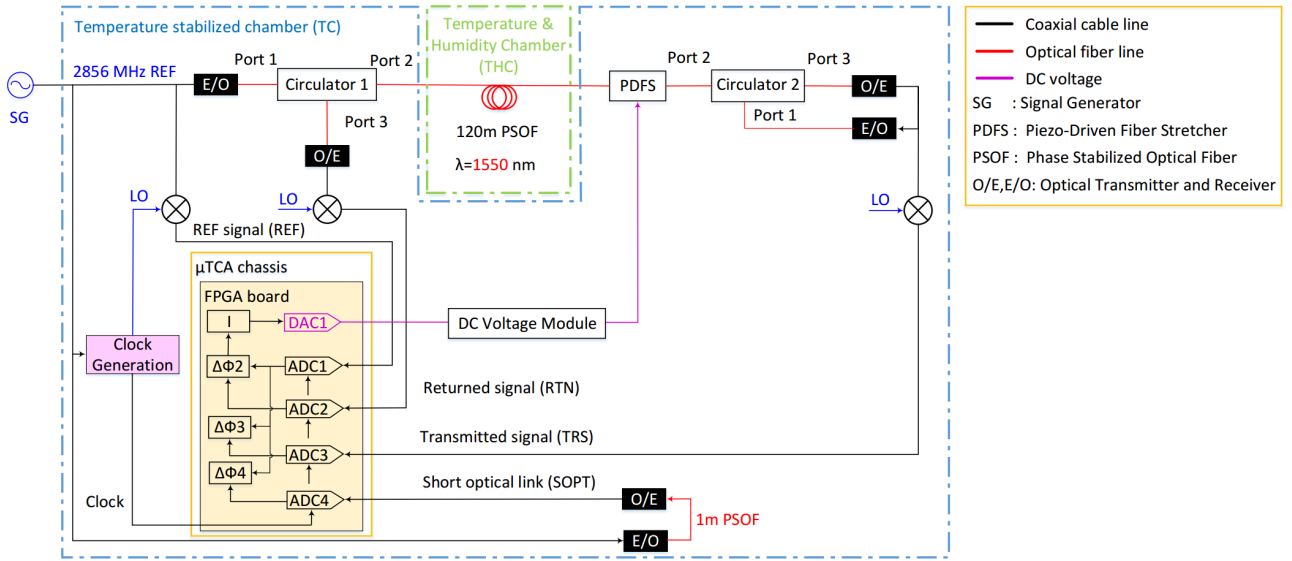 Temperature stabilized chamber (TC)
Temperature &
Humidity Chamber
(THC)
Coaxial cable line
Optical fiber line
DC voltage
SG : Signal Generator
PDFS : Piezo-Driven Fiber Stretcher
PSOF : Phase Stabilized Optical Fiber
O/E,E/O: Optical Transmitter and Receiver
SG
2856 MHz REF
E/O
Port 1
Circulator 1
Port 2
Port 3
O/E
120m PSOF
λ=1550 nm
PDFS
Port 2
Circulator 2
Port 3
O/E
Port 1
E/O
LO
LO
LO
REF signal (REF)
μTCA chassis
FPGA board
I
DAC1
DC Voltage Module
Clock
Generation
ΔΦ2
ADC1
ADC2
Returned signal (RTN)
ΔΦ3
ADC3
Transmitted signal (TRS)
ΔΦ4
ADC4
Short optical link (SOPT)
Clock
O/E
1m PSOF
E/O